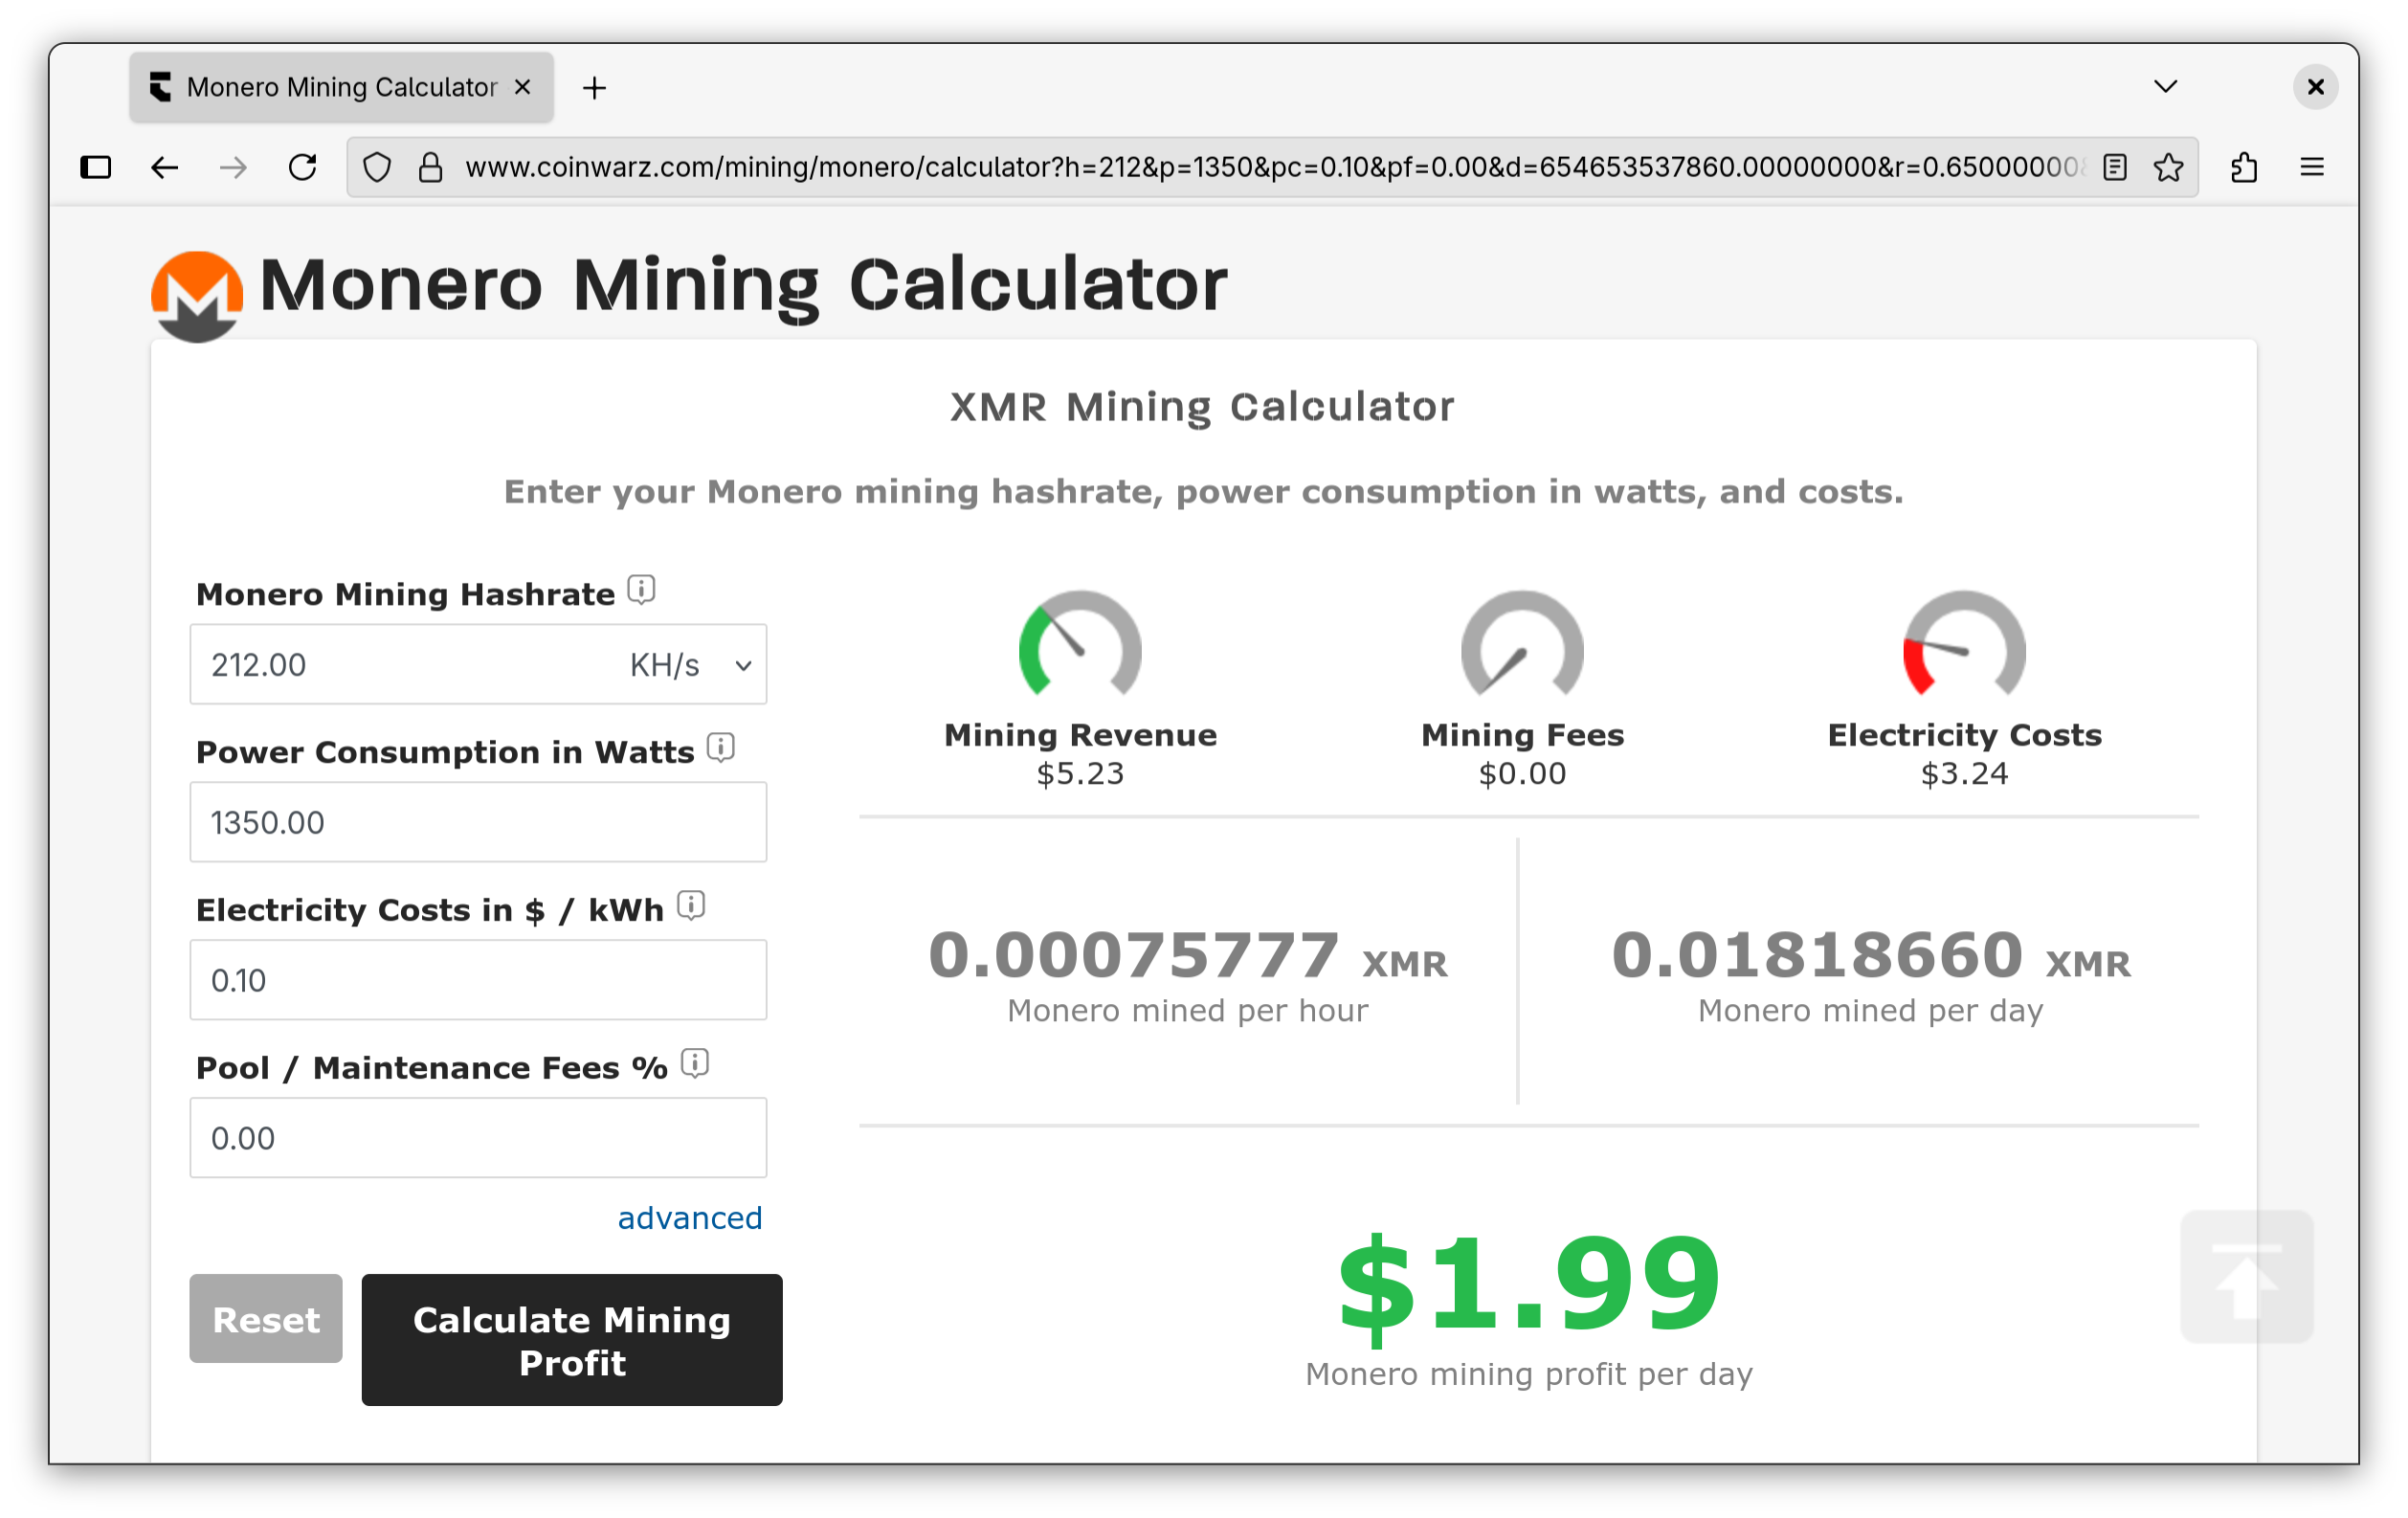 Monero Mining Calculator
www.coinwarz.com/mining/monero/calculator?h=212&p=1350&pc=0.10&pf=0.00&d=654653537860.00000000&r=0.65000000&
Monero Mining Calculator
XMR Mining Calculator
Enter your Monero mining hashrate, power consumption in watts, and costs.
Monero Mining Hashrate
212.00 KH/s
Power Consumption in Watts
1350.00
Electricity Costs in $ / kWh
0.10
Pool / Maintenance Fees %
0.00
advanced
Reset
Calculate Mining
Profit
Mining Revenue
$5.23
Mining Fees
$0.00
Electricity Costs
$3.24
0.00075777 XMR
Monero mined per hour
0.01818660 XMR
Monero mined per day
$1.99
Monero mining profit per day